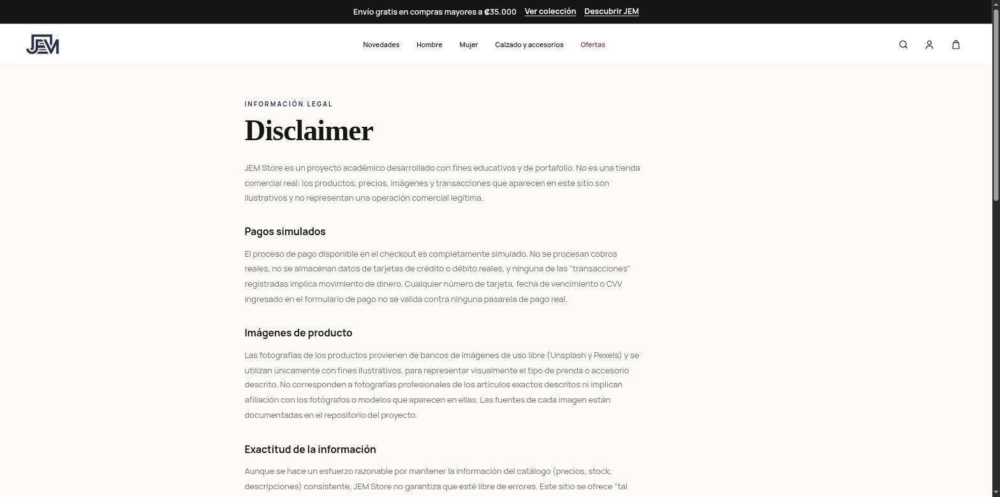 Envío gratis en compras mayores a ₡35.000 Ver colección Descubrir JEM
JEM
Novedades Hombre Mujer Calzado y accesorios Ofertas
INFORMACIÓN LEGAL
Disclaimer
JEM Store es un proyecto académico desarrollado con fines educativos y de portafolio. No es una tienda
comercial real: los productos, precios, imágenes y transacciones que aparecen en este sitio son
ilustrativos y no representan una operación comercial legítima.
Pagos simulados
El proceso de pago disponible en el checkout es completamente simulado. No se procesan cobros
reales, no se almacenan datos de tarjetas de crédito o débito reales, y ninguna de las "transacciones"
registradas implica movimiento de dinero. Cualquier número de tarjeta, fecha de vencimiento o CVV
ingresado en el formulario de pago no se valida contra ninguna pasarela de pago real.
Imágenes de producto
Las fotografías de los productos provienen de bancos de imágenes de uso libre (Unsplash y Pexels) y se
utilizan únicamente con fines ilustrativos, para representar visualmente el tipo de prenda o accesorio
descrito. No corresponden a fotografías profesionales de los artículos exactos descritos ni implican
afiliación con los fotógrafos o modelos que aparecen en ellas. Las fuentes de cada imagen están
documentadas en el repositorio del proyecto.
Exactitud de la información
Aunque se hace un esfuerzo razonable por mantener la información del catálogo (precios, stock,
descripciones) consistente, JEM Store no garantiza que esté libre de errores. Este sitio se ofrece "tal